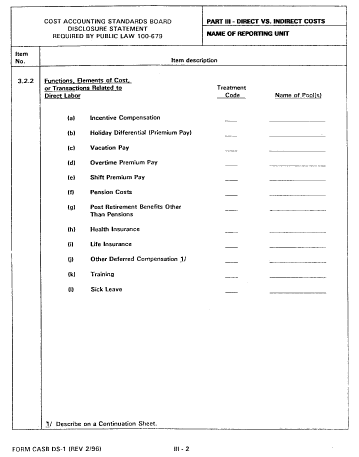 COST ACCOUNTING STANDARDS BOARD
DISCLOSURE STATEMENT
REQUIRED BY PUBLIC LAW 100-679
PART III - DIRECT VS. INDIRECT COSTS
NAME OF REPORTING UNIT
Item
No.
Item description
3.2.2
Functions, Elements of Cost,
or Transactions Related to
Direct Labor
Treatment
Code
Name of Pool(s)
(a) Incentive Compensation
(b) Holiday Differential (Premium Pay)
(c) Vacation Pay
(d) Overtime Premium Pay
(e) Shift Premium Pay
(f) Pension Costs
(g) Post Retirement Benefits Other
Than Pensions
(h) Health Insurance
(i) Life Insurance
(j) Other Deferred Compensation 1/
(k) Training
(l) Sick Leave
1/ Describe on a Continuation Sheet.
FORM CASB DS-1 (REV 2/96)
III - 2